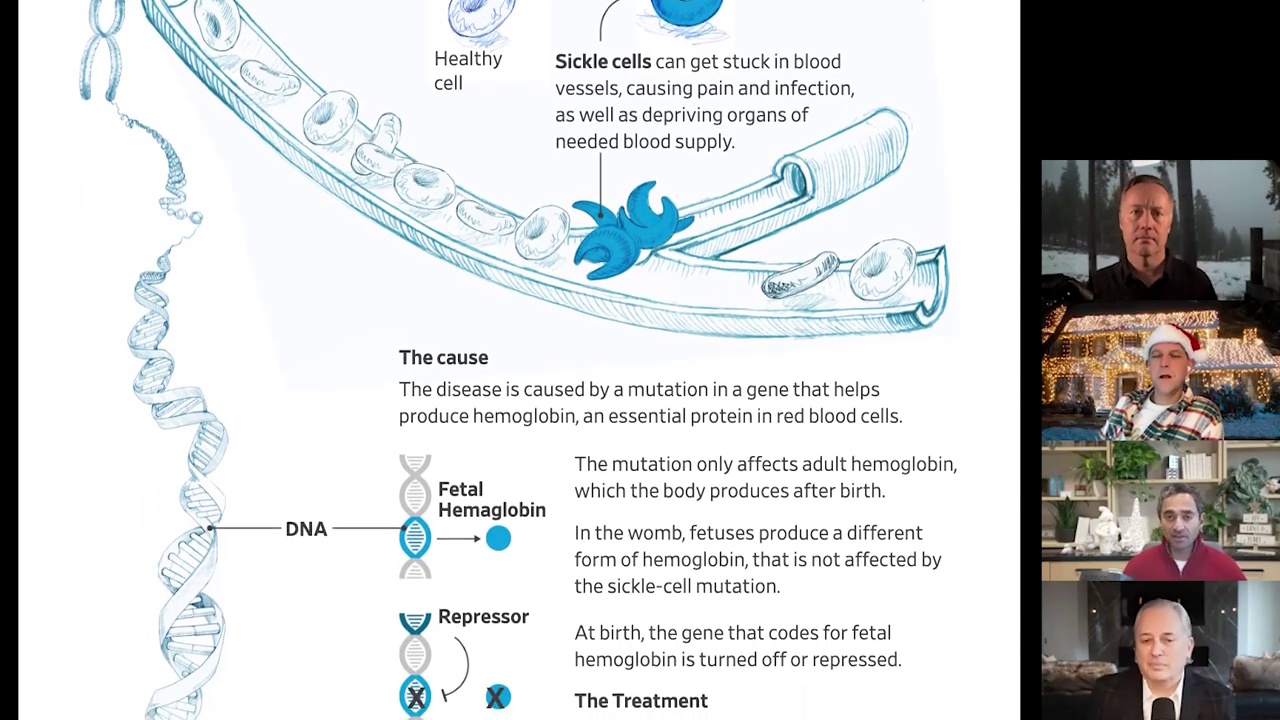 Healthy
cell
Sickle cells can get stuck in blood
vessels, causing pain and infection,
as well as depriving organs of
needed blood supply.
The cause
The disease is caused by a mutation in a gene that helps
produce hemoglobin, an essential protein in red blood cells.
DNA
Fetal
Hemaglobin
The mutation only affects adult hemoglobin,
which the body produces after birth.
In the womb, fetuses produce a different
form of hemoglobin, that is not affected by
the sickle-cell mutation.
Repressor
X
X
At birth, the gene that codes for fetal
hemoglobin is turned off or repressed.
The Treatment